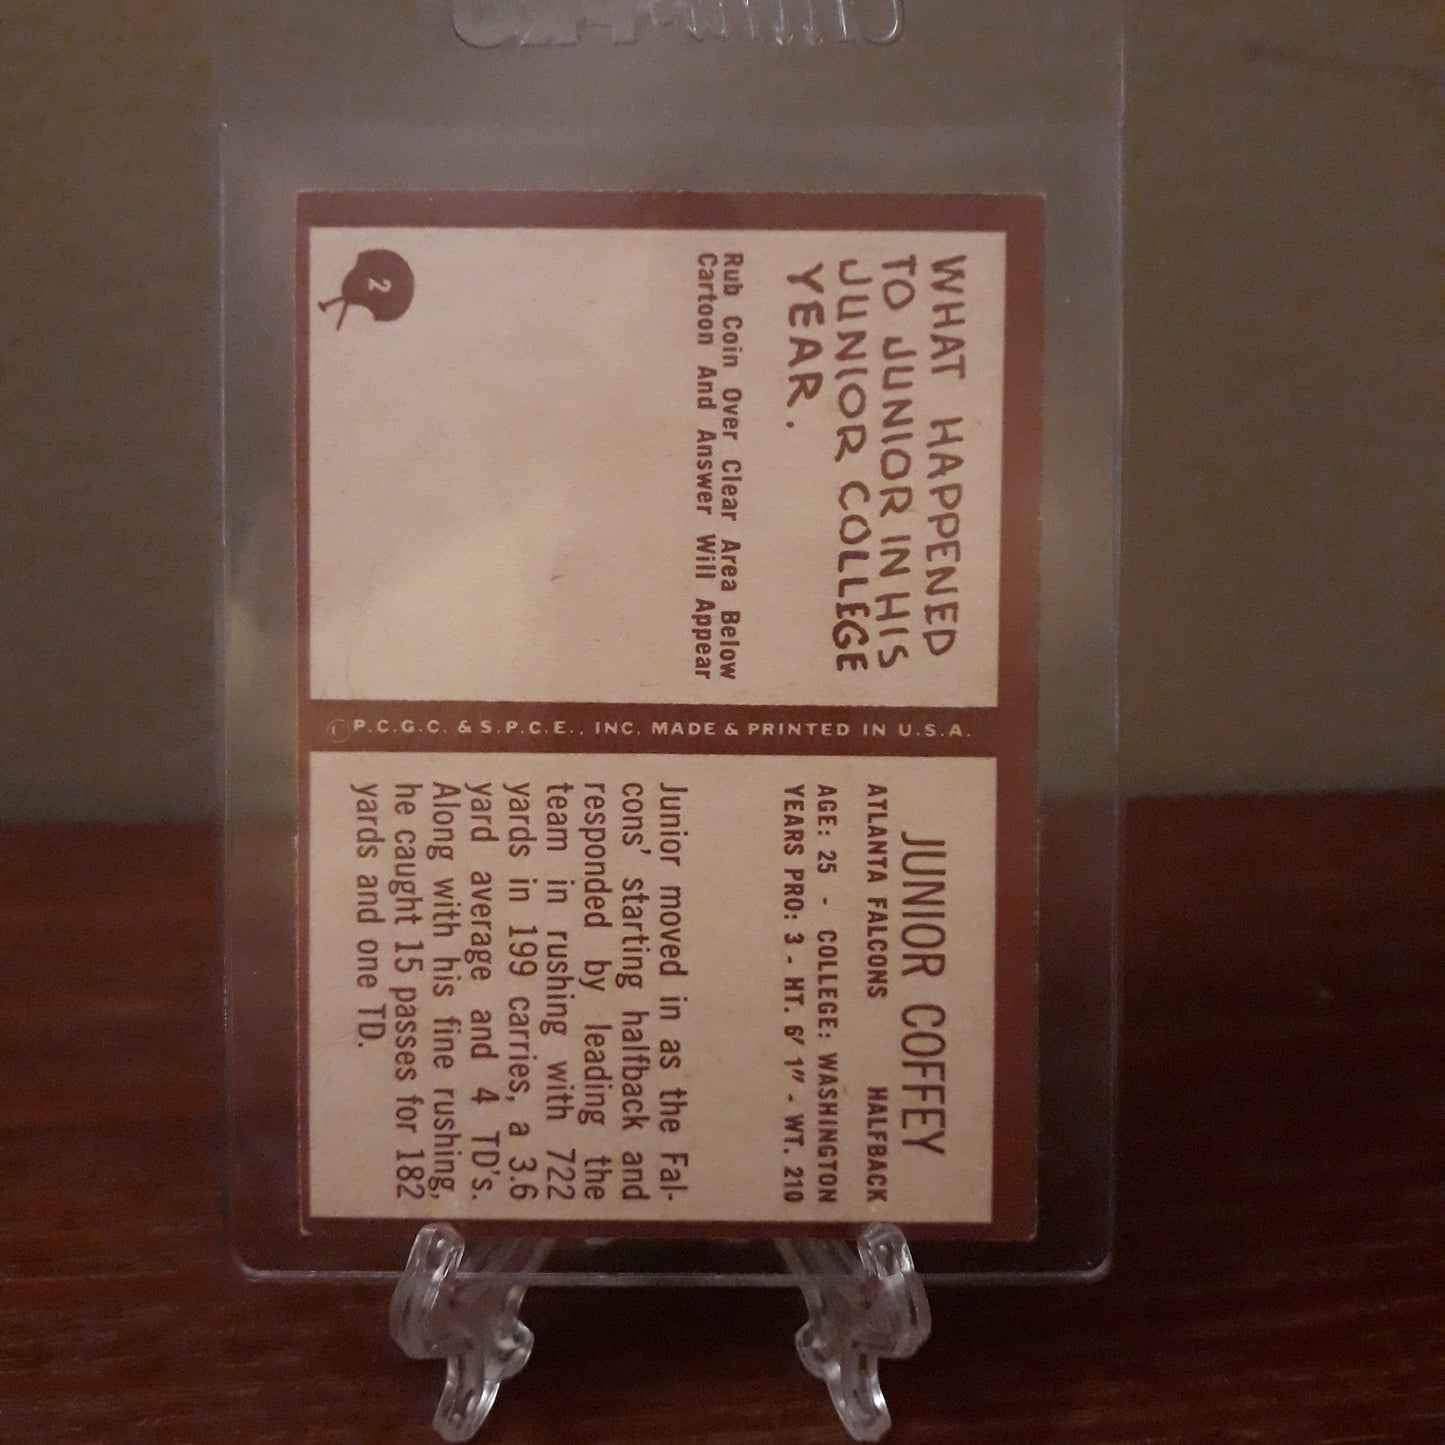 WHAT HAPPENED
TO JUNIOR IN HIS
JUNIOR COLLEGE
YEAR.
Rub Coin Over Clear Area Below
Cartoon And Answer Will Appear
2
©P.C.G.C. & S.P.C.E., INC. MADE & PRINTED IN U.S.A.
JUNIOR COFFEY
ATLANTA FALCONS HALFBACK
AGE: 25 - COLLEGE: WASHINGTON
YEARS PRO: 3 - HT. 6' 1" - WT. 210
Junior moved in as the Fal-
cons' starting halfback and
responded by leading the
team in rushing with 722
yards in 199 carries, a 3.6
yard average and 4 TD's.
Along with his fine rushing,
he caught 15 passes for 182
yards and one TD.